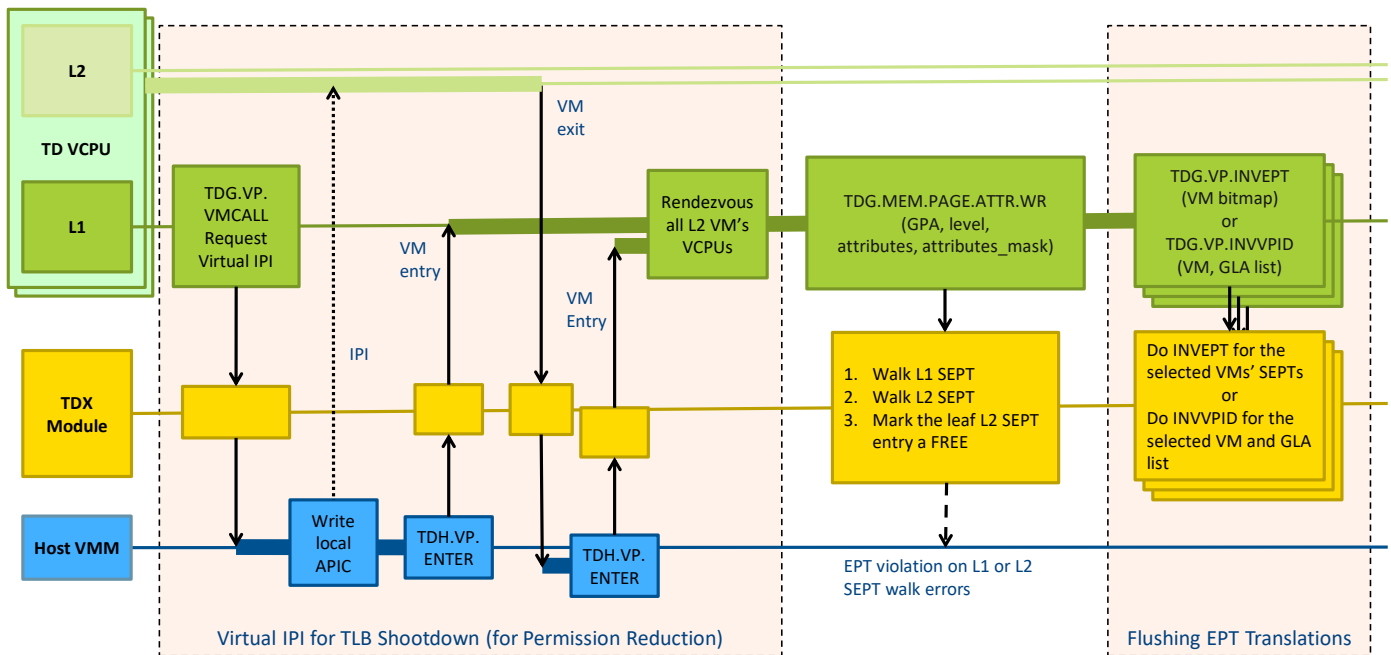 L2
TD VCPU
L1
TDG.VP.
VMCALL
Request
Virtual IPI
VM
exit
VM
entry
VM
Entry
IPI
Rendezvous
all L2 VM's
VCPUs
TDG.MEM.PAGE.ATTR.WR
(GPA, level,
attributes, attributes_mask)
TDG.VP.INVEPT
(VM bitmap)
or
TDG.VP.INVVPID
(VM, GLA list)
TDX
Module
1. Walk L1 SEPT
2. Walk L2 SEPT
3. Mark the leaf L2 SEPT
entry a FREE
Do INVEPT for the
selected VMs' SEPTs
or
Do INVVPID for the
selected VM and GLA
list
Host VMM
Write
local
APIC
TDH.VP.
ENTER
TDH.VP.
ENTER
EPT violation on L1 or L2
SEPT walk errors
Virtual IPI for TLB Shootdown (for Permission Reduction)
Flushing EPT Translations